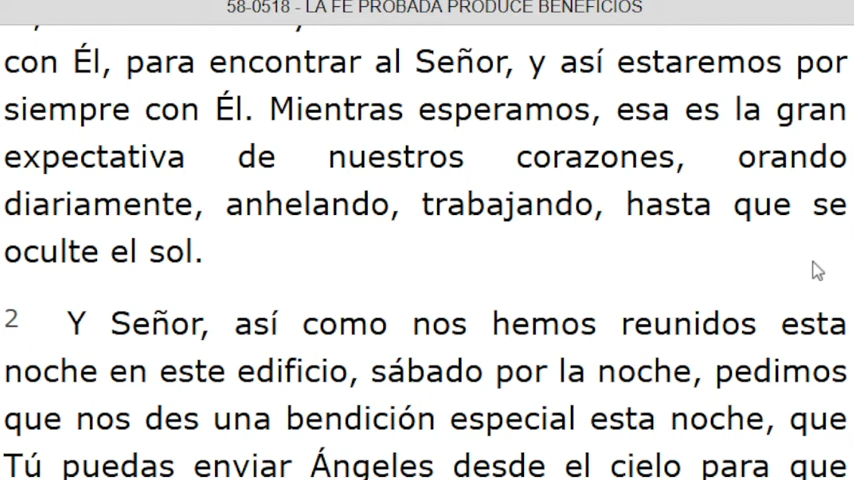 58-0518 - LA FE PROBADA PRODUCE BENEFICIOS
con Él, para encontrar al Señor, y así estaremos por
siempre con Él. Mientras esperamos, esa es la gran
expectativa de nuestros corazones, orando
diariamente, anhelando, trabajando, hasta que se
oculte el sol.
2 Y Señor, así como nos hemos reunidos esta
noche en este edificio, sábado por la noche, pedimos
que nos des una bendición especial esta noche, que
Tú puedas enviar Ángeles desde el cielo para que